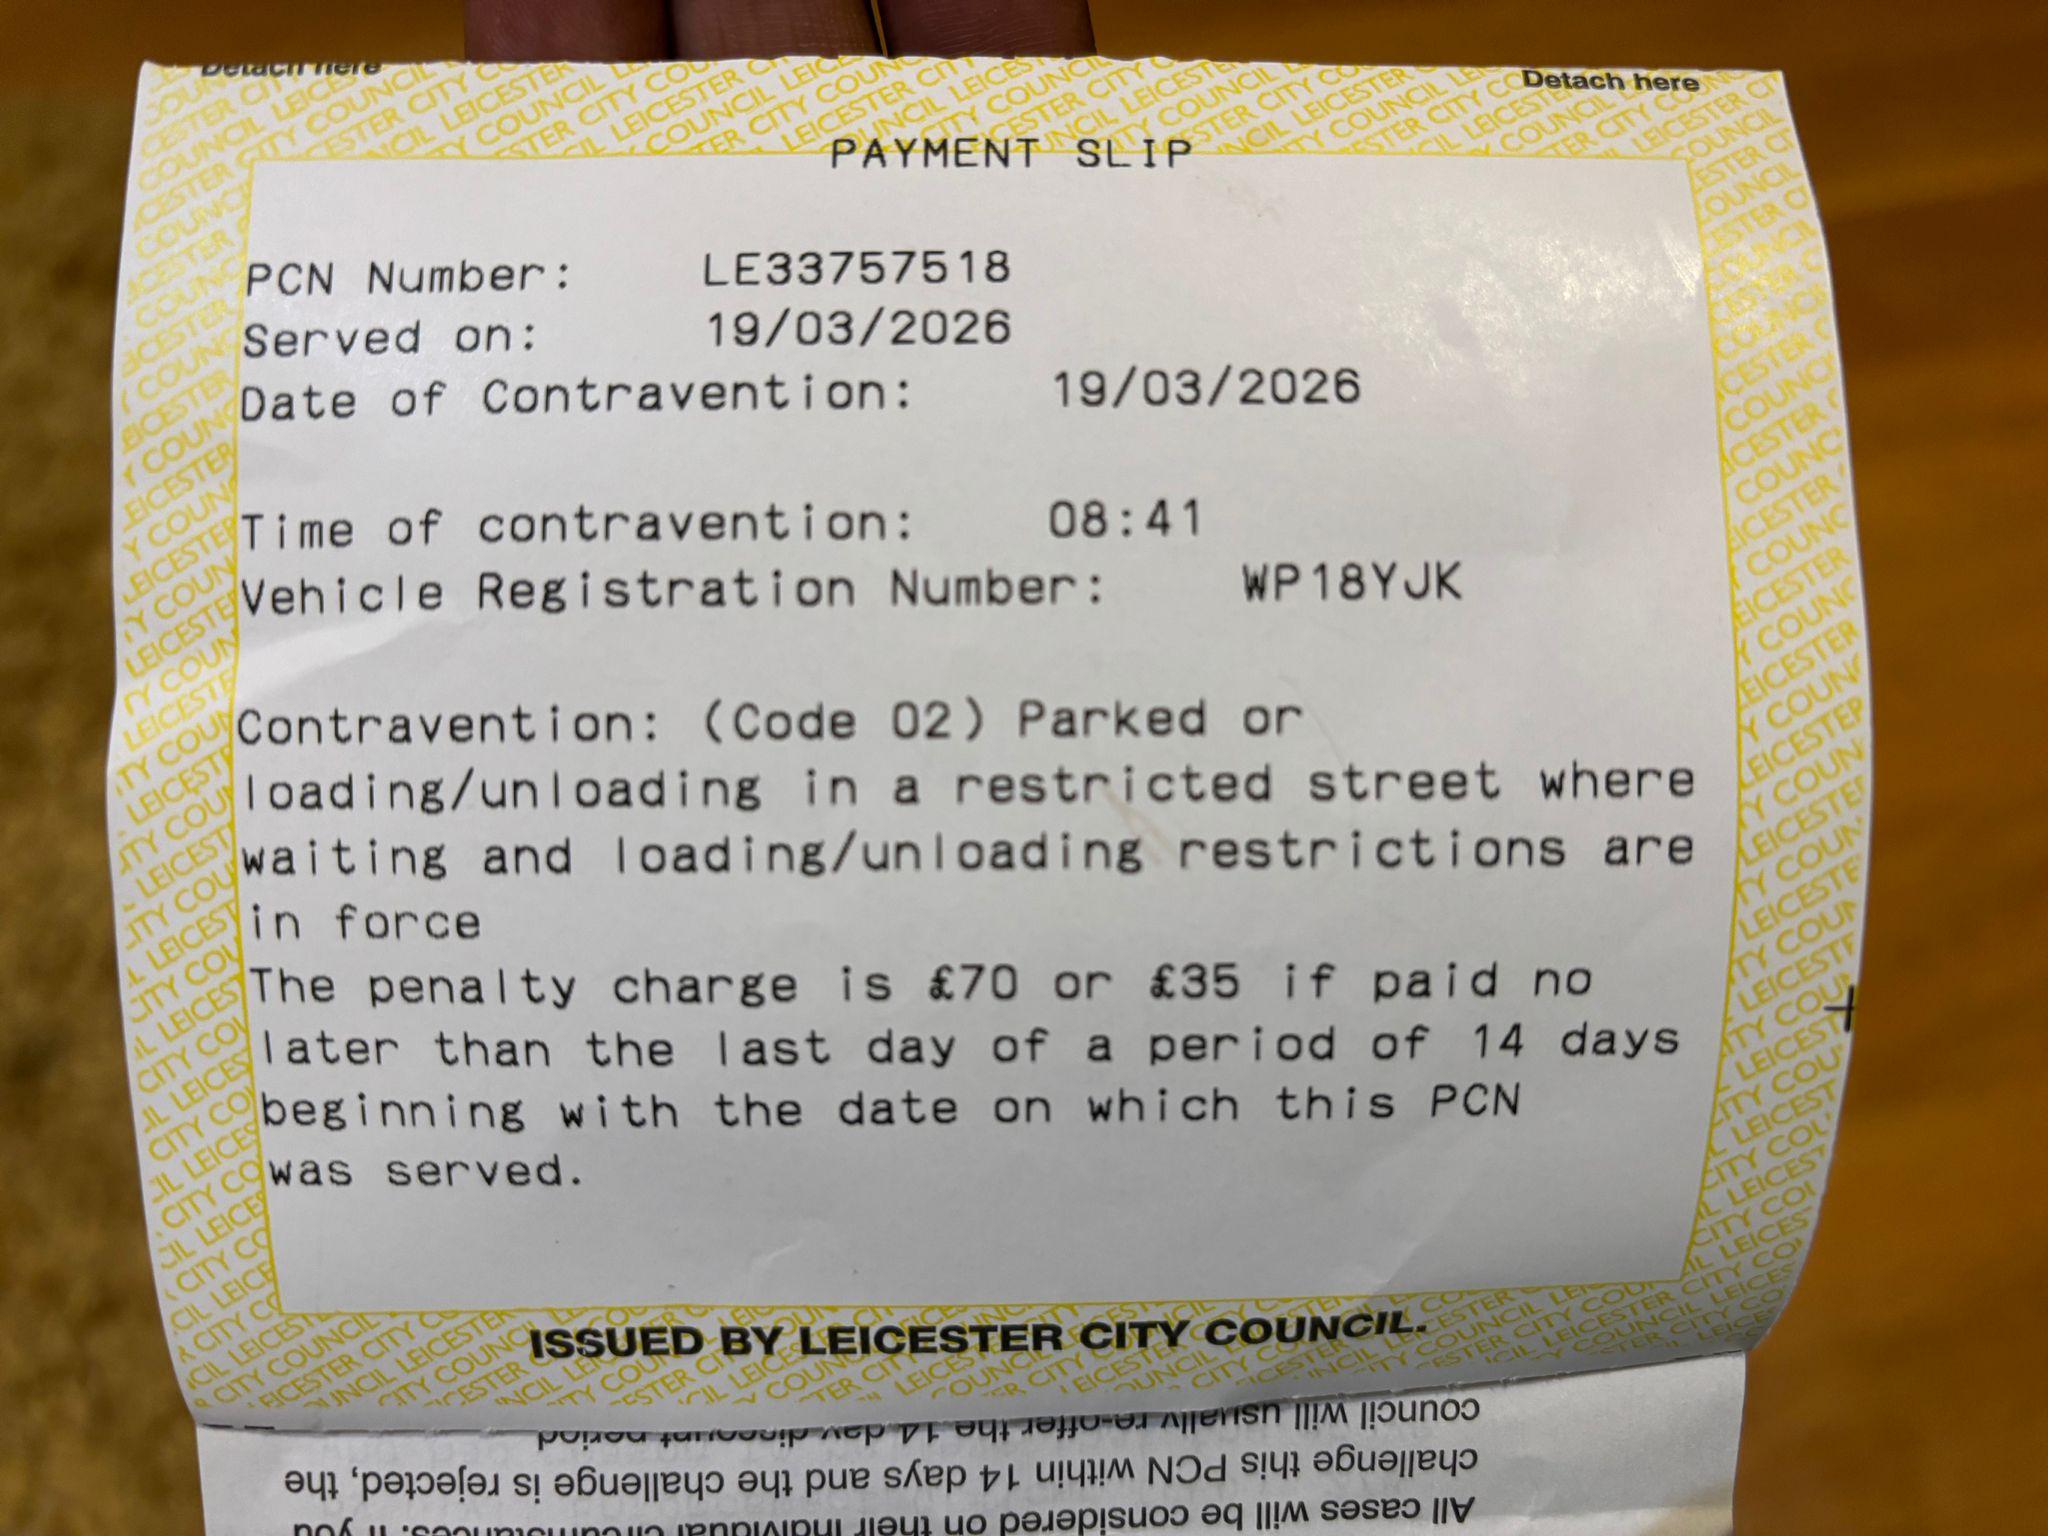 Detach here Detach here
PAYMENT SLIP
PCN Number: LE33757518
Served on: 19/03/2026
Date of Contravention: 19/03/2026
Time of contravention: 08:41
Vehicle Registration Number: WP18YJK
Contravention: (Code 02) Parked or
loading/unloading in a restricted street where
waiting and loading/unloading restrictions are
in force
The penalty charge is £70 or £35 if paid no
later than the last day of a period of 14 days
beginning with the date on which this PCN
was served.
ISSUED BY LEICESTER CITY COUNCIL.
All cases will be considered on their individual circumstances. If you
challenge this PCN within 14 days and the challenge is rejected, the
council will usually re-offer the 14 day discount period